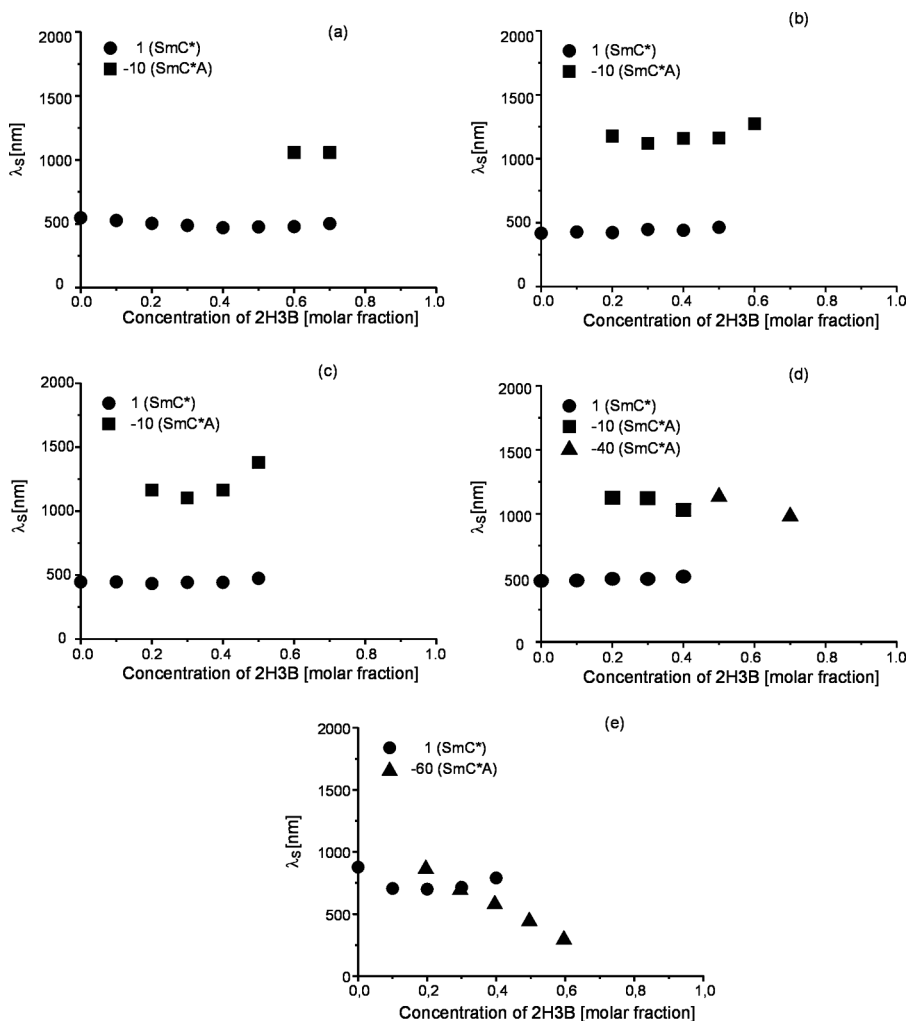 (a)
1 (SmC*)
-10 (SmC*A)
2000
1500
1000
500
0
λs[nm]
0.0 0.2 0.4 0.6 0.8 1.0
Concentration of 2H3B [molar fraction]
(b)
1 (SmC*)
-10 (SmC*A)
2000
1500
1000
500
0
λs[nm]
0.0 0.2 0.4 0.6 0.8 1.0
Concentration of 2H3B [molar fraction]
(c)
1 (SmC*)
-10 (SmC*A)
2000
1500
1000
500
0
λs[nm]
0.0 0.2 0.4 0.6 0.8 1.0
Concentration of 2H3B [molar fraction]
(d)
1 (SmC*)
-10 (SmC*A)
-40 (SmC*A)
2000
1500
1000
500
0
λs[nm]
0.0 0.2 0.4 0.6 0.8 1.0
Concentration of 2H3B [molar fraction]
(e)
1 (SmC*)
-60 (SmC*A)
2000
1500
1000
500
0
λs[nm]
0,0 0,2 0,4 0,6 0,8 1,0
Concentration of 2H3B [molar fraction]